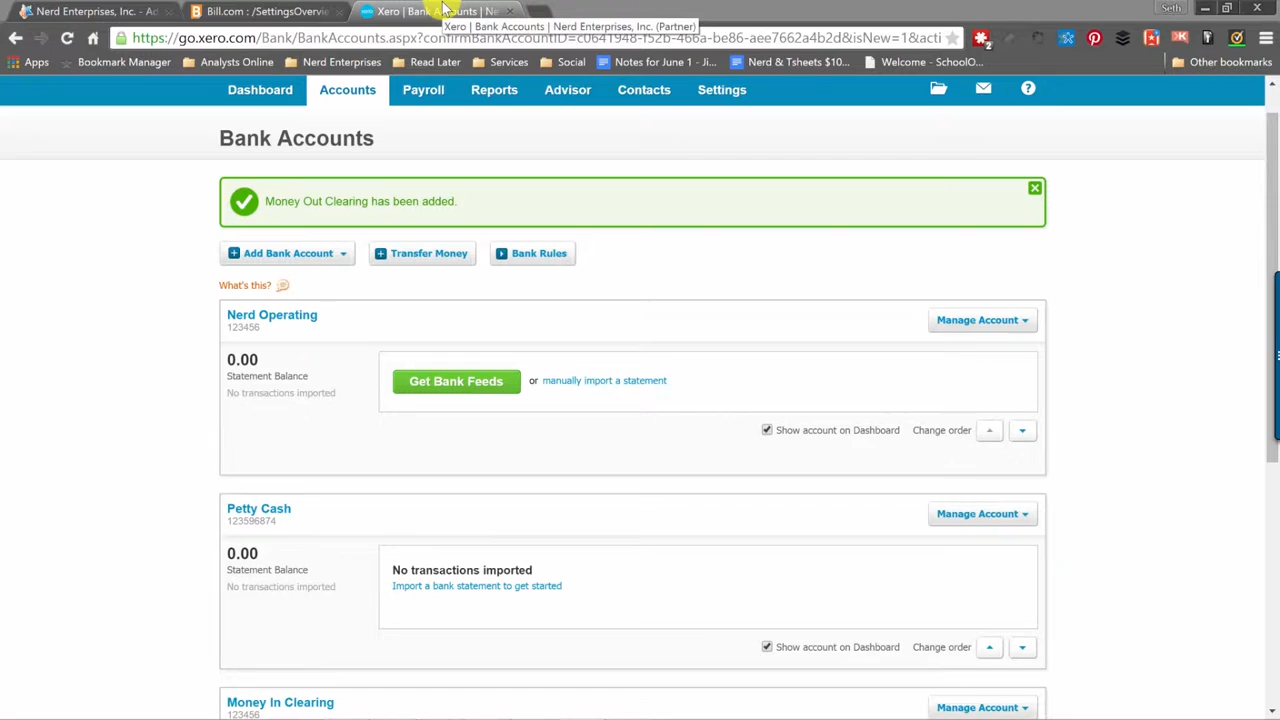 Seth
Nerd Enterprises, Inc. - Ad
Bill.com : /SettingsOvervie
Xero | Bank Accounts | Ne
Xero | Bank Accounts | Nerd Enterprises, Inc. (Partner)
https://go.xero.com/Bank/BankAccounts.aspx?confirmBankAccountID=c0641948-f52b-466a-be86-aee7662a4b2d&isNew=1&acti
2
Apps
Bookmark Manager
Analysts Online
Nerd Enterprises
Read Later
Services
Social
Notes for June 1 - Ji...
Nerd & Tsheets $10...
Welcome - SchoolO...
Other bookmarks
Dashboard
Accounts
Payroll
Reports
Advisor
Contacts
Settings
?
Bank Accounts
Money Out Clearing has been added.
Add Bank Account
Transfer Money
Bank Rules
What's this?
Nerd Operating
123456
Manage Account
0.00
Statement Balance
No transactions imported
Get Bank Feeds or manually import a statement
Show account on Dashboard Change order
Petty Cash
123596874
Manage Account
0.00
Statement Balance
No transactions imported
No transactions imported
Import a bank statement to get started
Show account on Dashboard Change order
Money In Clearing
123456
Manage Account